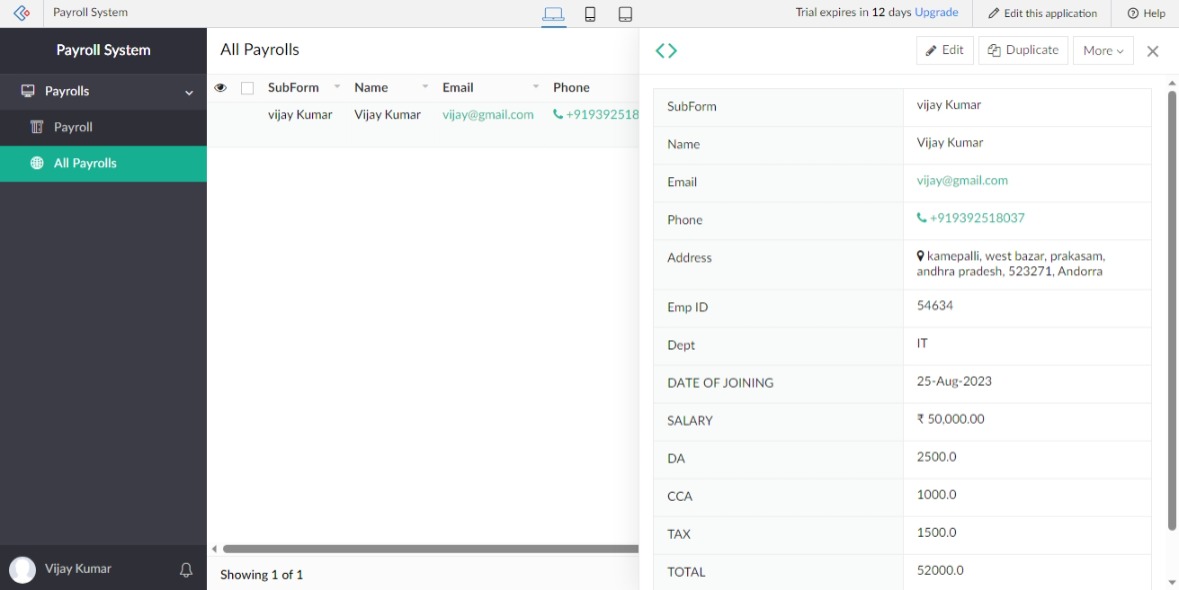 Payroll System
Trial expires in 12 days Upgrade
Edit this application
Help
Payroll System
Payrolls
Payroll
All Payrolls
Vijay Kumar
All Payrolls
SubForm Name Email Phone
vijay Kumar Vijay Kumar vijay@gmail.com +919392518
Showing 1 of 1
Edit Duplicate More
SubForm vijay Kumar
Name Vijay Kumar
Email vijay@gmail.com
Phone +919392518037
Address kamepalli, west bazar, prakasam,
andhra pradesh, 523271, Andorra
Emp ID 54634
Dept IT
DATE OF JOINING 25-Aug-2023
SALARY ₹ 50,000.00
DA 2500.0
CCA 1000.0
TAX 1500.0
TOTAL 52000.0